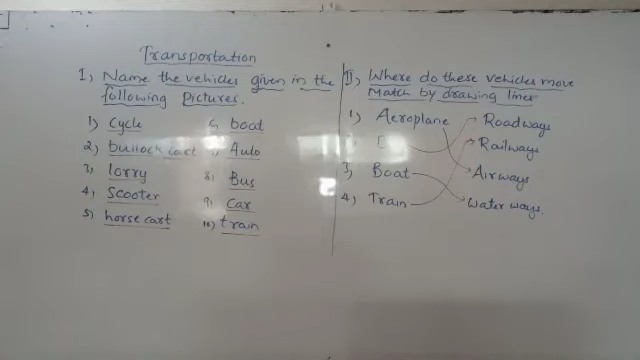 Transportation
I, Name the vehicles given in the
following Pictures.
1) Cycle
2) bullock cart
3, lorry
4, Scooter
5) horse cart
6, boat
7, Auto
8, Bus
9, Car
10, train
II, Where do these vehicles move
Match by drawing lines
1) Aeroplane
3, Boat
4) Train
Roadways
Railways
Airways
Water ways.